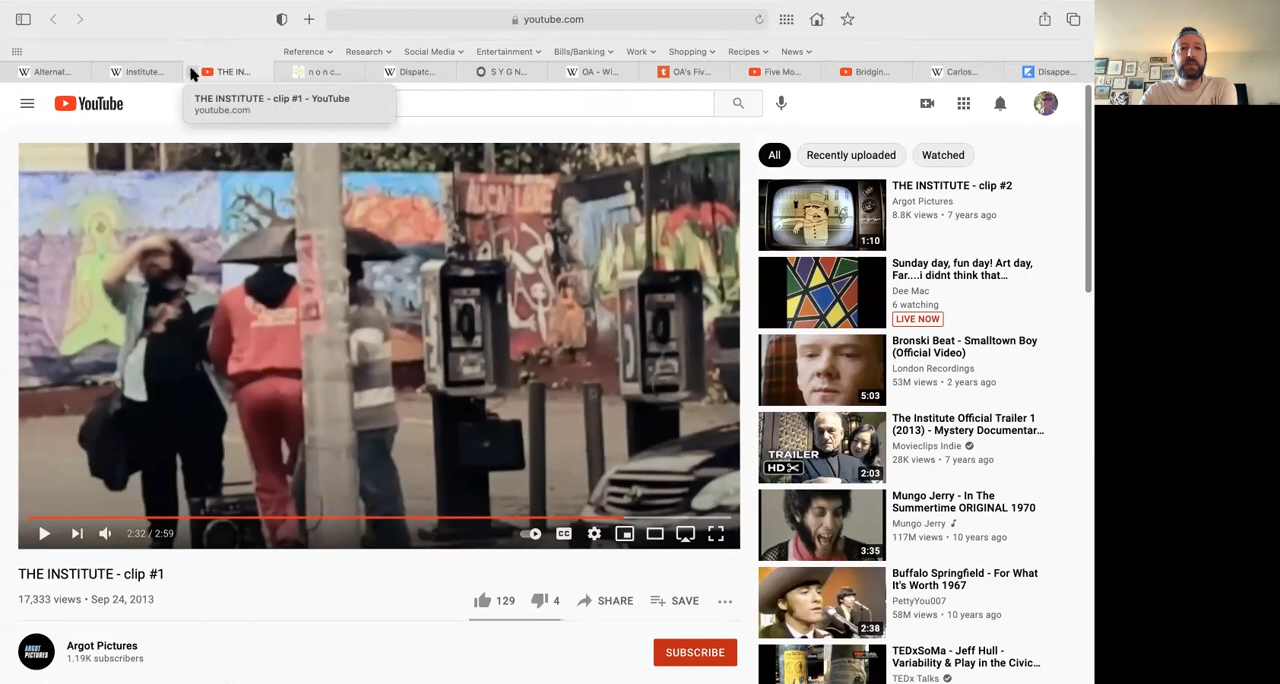 youtube.com
Reference
Research
Social Media
Entertainment
Bills/Banking
Work
Shopping
Recipes
News
Alternat...
Institute...
THE IN...
n o n c...
Dispatc...
S Y G N...
OA - Wi...
OA's Five...
Five Mo...
Bridgin...
Carlos...
Disappe...
THE INSTITUTE - clip #1 - YouTube
youtube.com
YouTube
2:32 / 2:59
CC
THE INSTITUTE - clip #1
17,333 views • Sep 24, 2013
129
4
SHARE
SAVE
ARGOT
PICTURES
Argot Pictures
1.19K subscribers
SUBSCRIBE
All
Recently uploaded
Watched
THE INSTITUTE - clip #2
Argot Pictures
8.8K views • 7 years ago
1:10
Sunday day, fun day! Art day,
Far....i didnt think that...
Dee Mac
6 watching
LIVE NOW
Bronski Beat - Smalltown Boy
(Official Video)
London Recordings
53M views • 2 years ago
5:03
The Institute Official Trailer 1
(2013) - Mystery Documentar...
Movieclips Indie
28K views • 7 years ago
TRAILER
HD
2:03
Mungo Jerry - In The
Summertime ORIGINAL 1970
Mungo Jerry
117M views • 10 years ago
3:35
Buffalo Springfield - For What
It's Worth 1967
PettyYou007
58M views • 10 years ago
2:38
TEDxSoMa - Jeff Hull -
Variability & Play in the Civic...
TEDx Talks